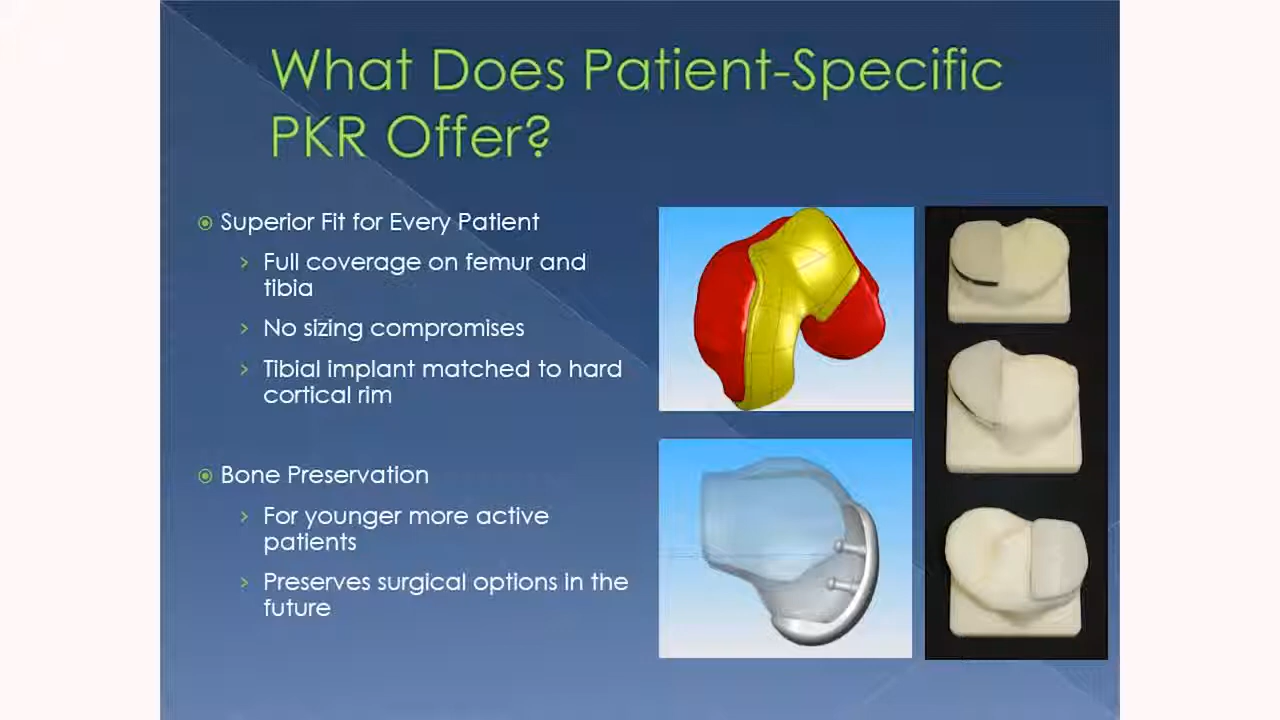 What Does Patient-Specific
PKR Offer?
Superior Fit for Every Patient
Full coverage on femur and
tibia
No sizing compromises
Tibial implant matched to hard
cortical rim
Bone Preservation
For younger more active
patients
Preserves surgical options in the
future